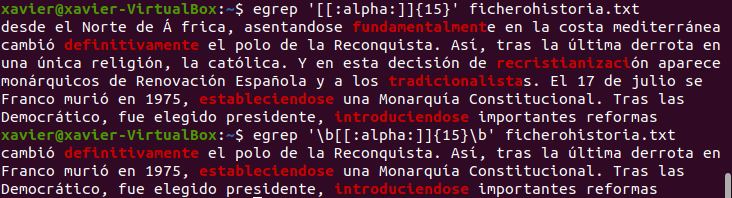 xavier@xavier-VirtualBox:~$ egrep '[[:alpha:]]{15}' ficherohistoria.txt
desde el Norte de Á frica, asentandose fundamentalmente en la costa mediterránea
cambió definitivamente el polo de la Reconquista. Así, tras la última derrota en
una única religión, la católica. Y en esta decisión de recristianización aparece
monárquicos de Renovación Española y a los tradicionalistas. El 17 de julio se
Franco murió en 1975, estableciendose una Monarquía Constitucional. Tras las
Democrático, fue elegido presidente, introduciendose importantes reformas
xavier@xavier-VirtualBox:~$ egrep '\b[[:alpha:]]{15}\b' ficherohistoria.txt
cambió definitivamente el polo de la Reconquista. Así, tras la última derrota en
Franco murió en 1975, estableciendose una Monarquía Constitucional. Tras las
Democrático, fue elegido presidente, introduciendose importantes reformas